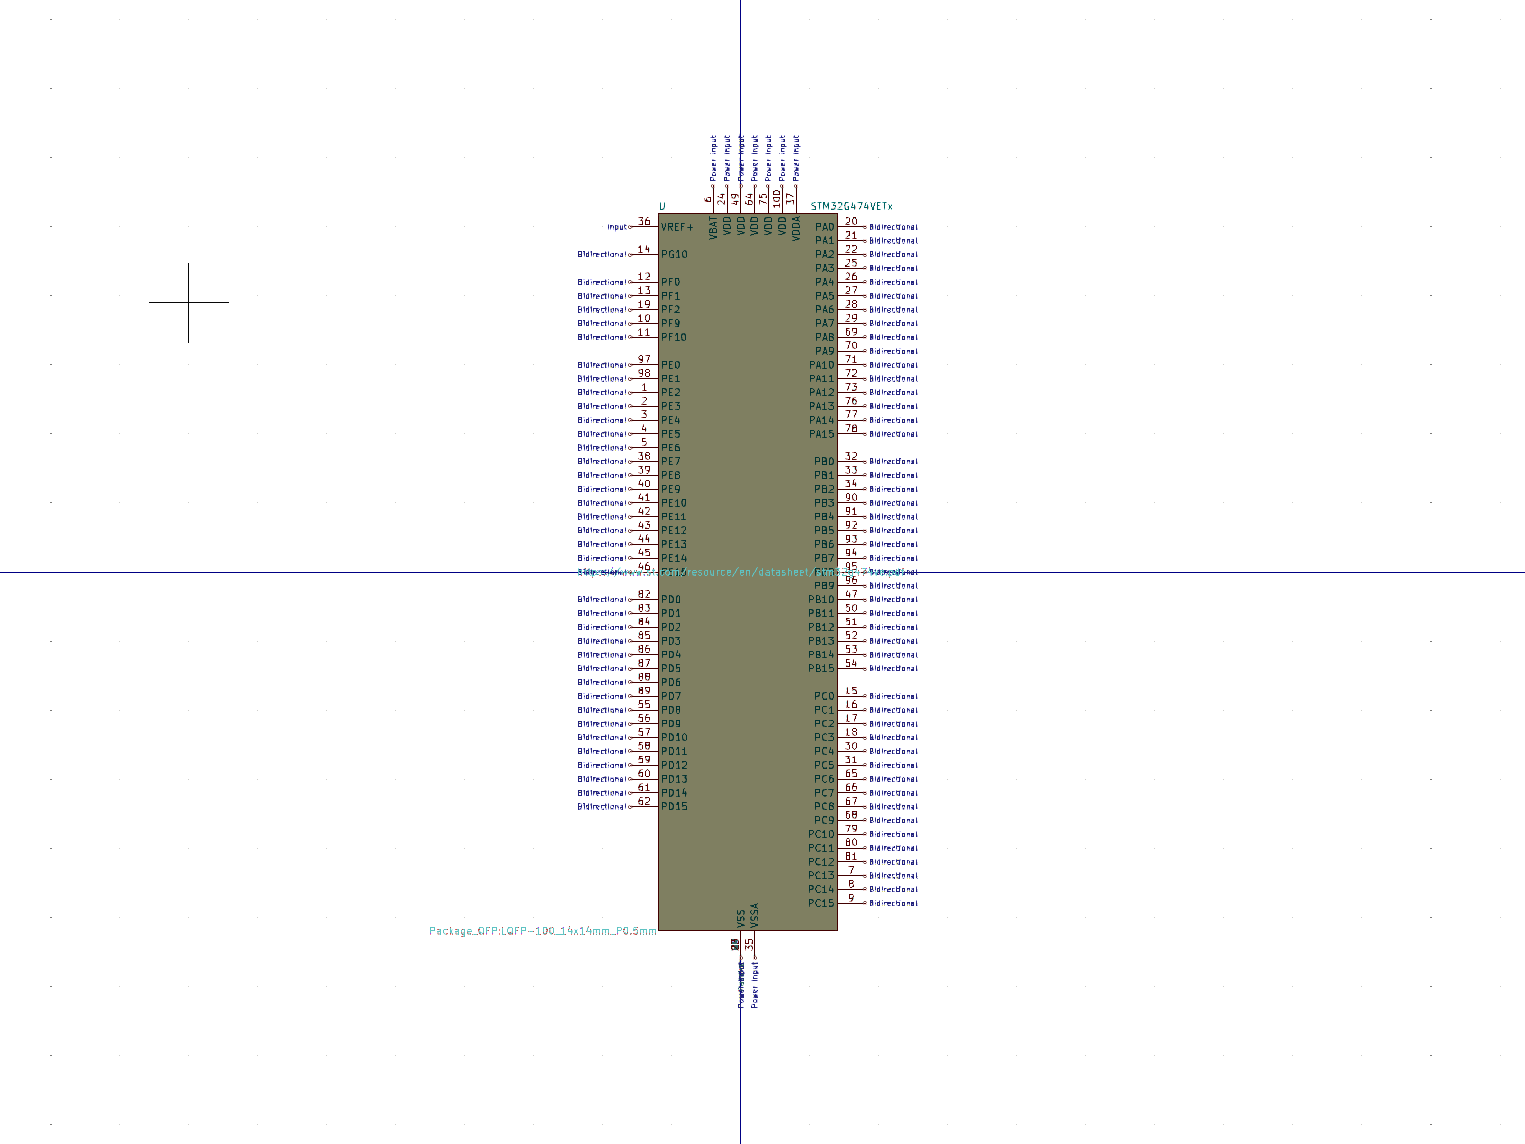 Power Input Power Input Power Input Power Input Power Input Power Input Power Input
6 24 49 64 75 100 37
U STM32G474VETx
VBAT VDD VDD VDD VDD VDD VDDA
Input 36 VREF+ PA0 20 Bidirectional
PA1 21 Bidirectional
Bidirectional 14 PG10 PA2 22 Bidirectional
PA3 25 Bidirectional
Bidirectional 12 PF0 PA4 26 Bidirectional
Bidirectional 13 PF1 PA5 27 Bidirectional
Bidirectional 19 PF2 PA6 28 Bidirectional
Bidirectional 10 PF9 PA7 29 Bidirectional
Bidirectional 11 PF10 PA8 69 Bidirectional
PA9 70 Bidirectional
Bidirectional 97 PE0 PA10 71 Bidirectional
Bidirectional 98 PE1 PA11 72 Bidirectional
Bidirectional 1 PE2 PA12 73 Bidirectional
Bidirectional 2 PE3 PA13 76 Bidirectional
Bidirectional 3 PE4 PA14 77 Bidirectional
Bidirectional 4 PE5 PA15 78 Bidirectional
Bidirectional 5 PE6
Bidirectional 38 PE7 PB0 32 Bidirectional
Bidirectional 39 PE8 PB1 33 Bidirectional
Bidirectional 40 PE9 PB2 34 Bidirectional
Bidirectional 41 PE10 PB3 90 Bidirectional
Bidirectional 42 PE11 PB4 91 Bidirectional
Bidirectional 43 PE12 PB5 92 Bidirectional
Bidirectional 44 PE13 PB6 93 Bidirectional
Bidirectional 45 PE14 PB7 94 Bidirectional
46 95
PB9 96 Bidirectional
Bidirectional 82 PD0 PB10 47 Bidirectional
Bidirectional 83 PD1 PB11 50 Bidirectional
Bidirectional 84 PD2 PB12 51 Bidirectional
Bidirectional 85 PD3 PB13 52 Bidirectional
Bidirectional 86 PD4 PB14 53 Bidirectional
Bidirectional 87 PD5 PB15 54 Bidirectional
Bidirectional 88 PD6
Bidirectional 89 PD7 PC0 15 Bidirectional
Bidirectional 55 PD8 PC1 16 Bidirectional
Bidirectional 56 PD9 PC2 17 Bidirectional
Bidirectional 57 PD10 PC3 18 Bidirectional
Bidirectional 58 PD11 PC4 30 Bidirectional
Bidirectional 59 PD12 PC5 31 Bidirectional
Bidirectional 60 PD13 PC6 65 Bidirectional
Bidirectional 61 PD14 PC7 66 Bidirectional
Bidirectional 62 PD15 PC8 67 Bidirectional
PC9 68 Bidirectional
PC10 79 Bidirectional
PC11 80 Bidirectional
PC12 81 Bidirectional
PC13 7 Bidirectional
PC14 8 Bidirectional
PC15 9 Bidirectional
VSS VSSA
Package_QFP:LQFP-100_14x14mm_P0.5mm
35
Power Input